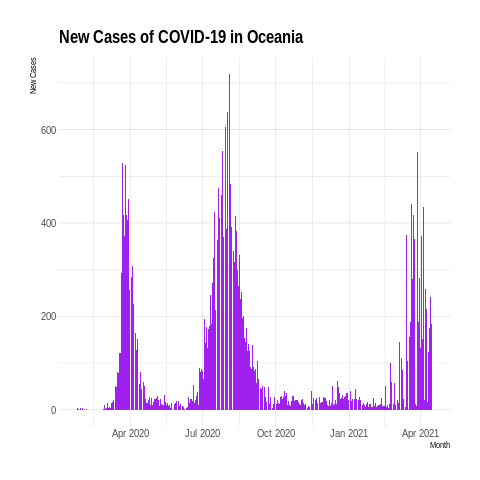 New Cases of COVID-19 in Oceania
New Cases
600
400
200
0
Apr 2020
Jul 2020
Oct 2020
Jan 2021
Apr 2021
Month